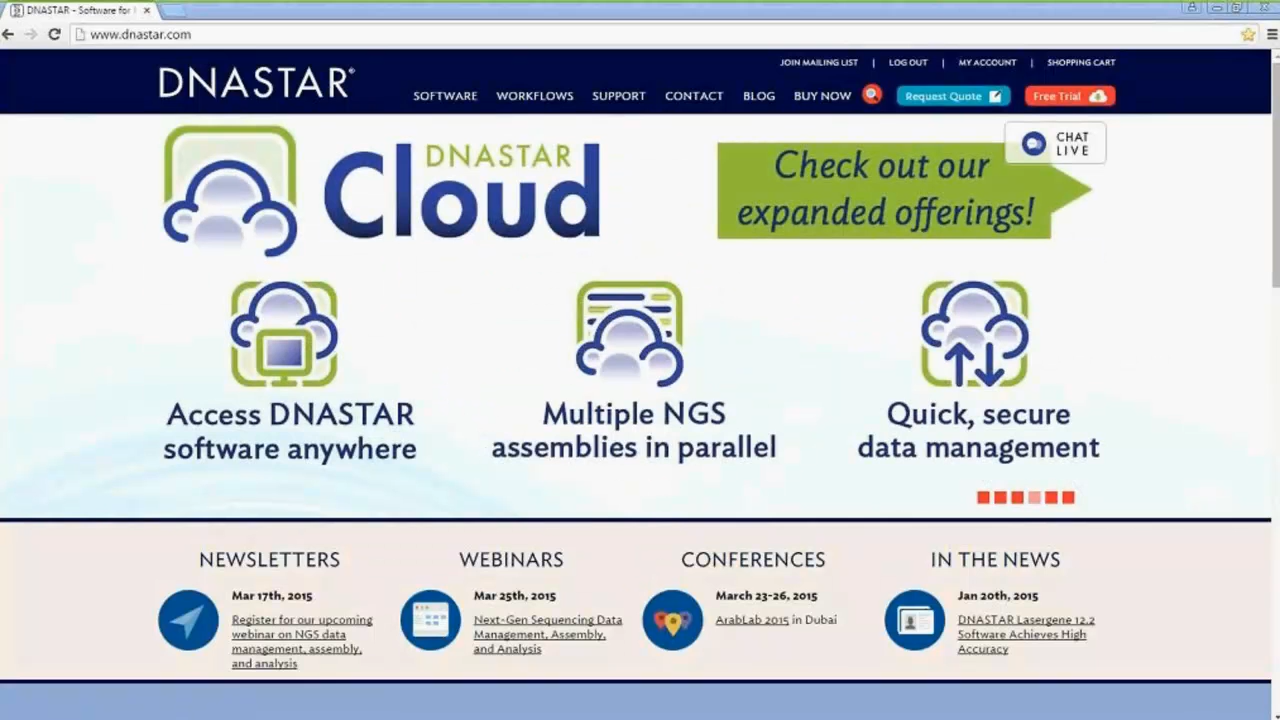 DNASTAR - Software for
www.dnastar.com
JOIN MAILING LIST | LOG OUT | MY ACCOUNT | SHOPPING CART
DNASTAR®
SOFTWARE WORKFLOWS SUPPORT CONTACT BLOG BUY NOW Request Quote Free Trial
CHAT
LIVE
DNASTAR
Cloud
Check out our
expanded offerings!
Access DNASTAR
software anywhere
Multiple NGS
assemblies in parallel
Quick, secure
data management
NEWSLETTERS
Mar 17th, 2015
Register for our upcoming
webinar on NGS data
management, assembly,
and analysis
WEBINARS
Mar 25th, 2015
Next-Gen Sequencing Data
Management, Assembly,
and Analysis
CONFERENCES
March 23-26, 2015
ArabLab 2015 in Dubai
IN THE NEWS
Jan 20th, 2015
DNASTAR Lasergene 12.2
Software Achieves High
Accuracy